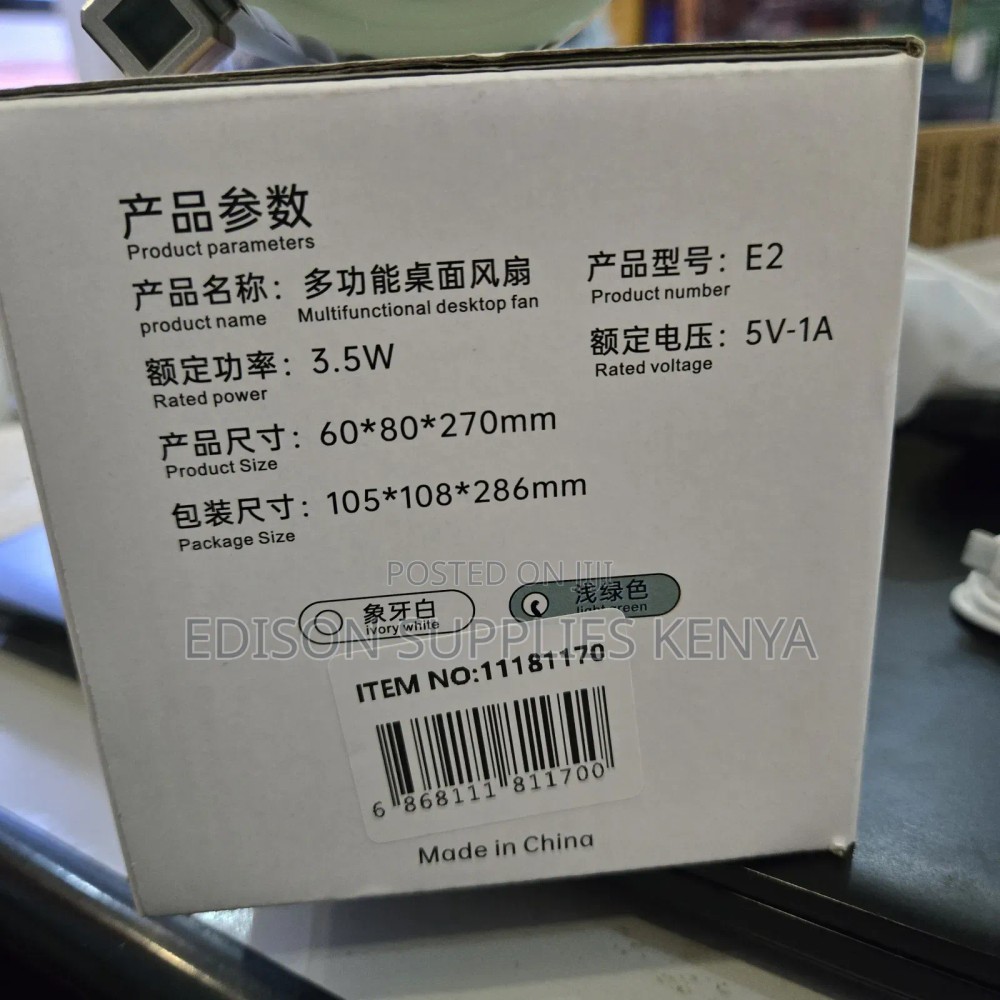 产品参数
Product parameters
产品名称：多功能桌面风扇
product name Multifunctional desktop fan
产品型号：E2
Product number
额定功率：3.5W
Rated power
额定电压：5V-1A
Rated voltage
产品尺寸：60*80*270mm
Product Size
包装尺寸：105*108*286mm
Package Size
POSTED ON JIJI
象牙白
ivory white
浅绿色
light green
EDISON SUPPLIES KENYA
ITEM NO:11181170
6 868111 811700
Made in China